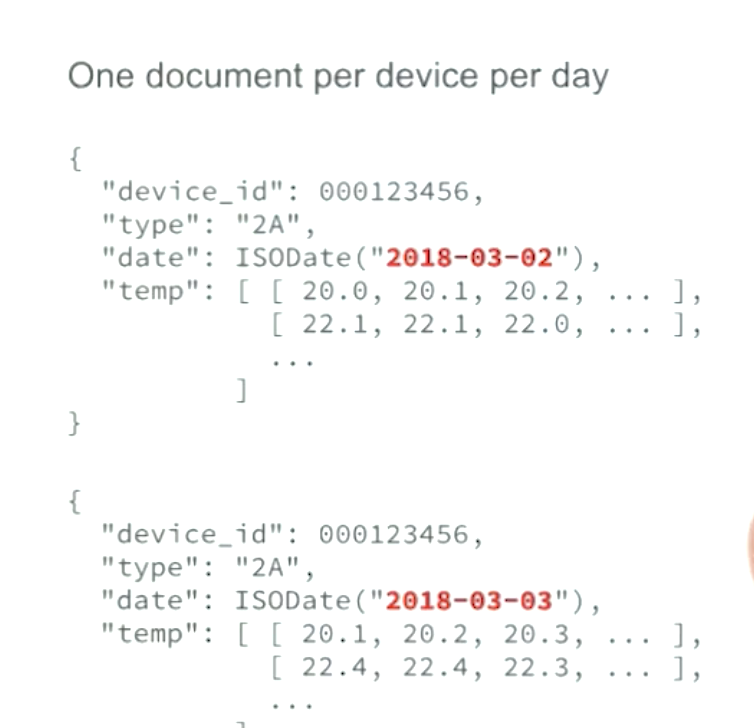 One document per device per day
{
"device_id": 000123456,
"type": "2A",
"date": ISODate("2018-03-02"),
"temp": [ [ 20.0, 20.1, 20.2, ... ],
[ 22.1, 22.1, 22.0, ... ],
...
]
}
{
"device_id": 000123456,
"type": "2A",
"date": ISODate("2018-03-03"),
"temp": [ [ 20.1, 20.2, 20.3, ... ],
[ 22.4, 22.4, 22.3, ... ],
...
]